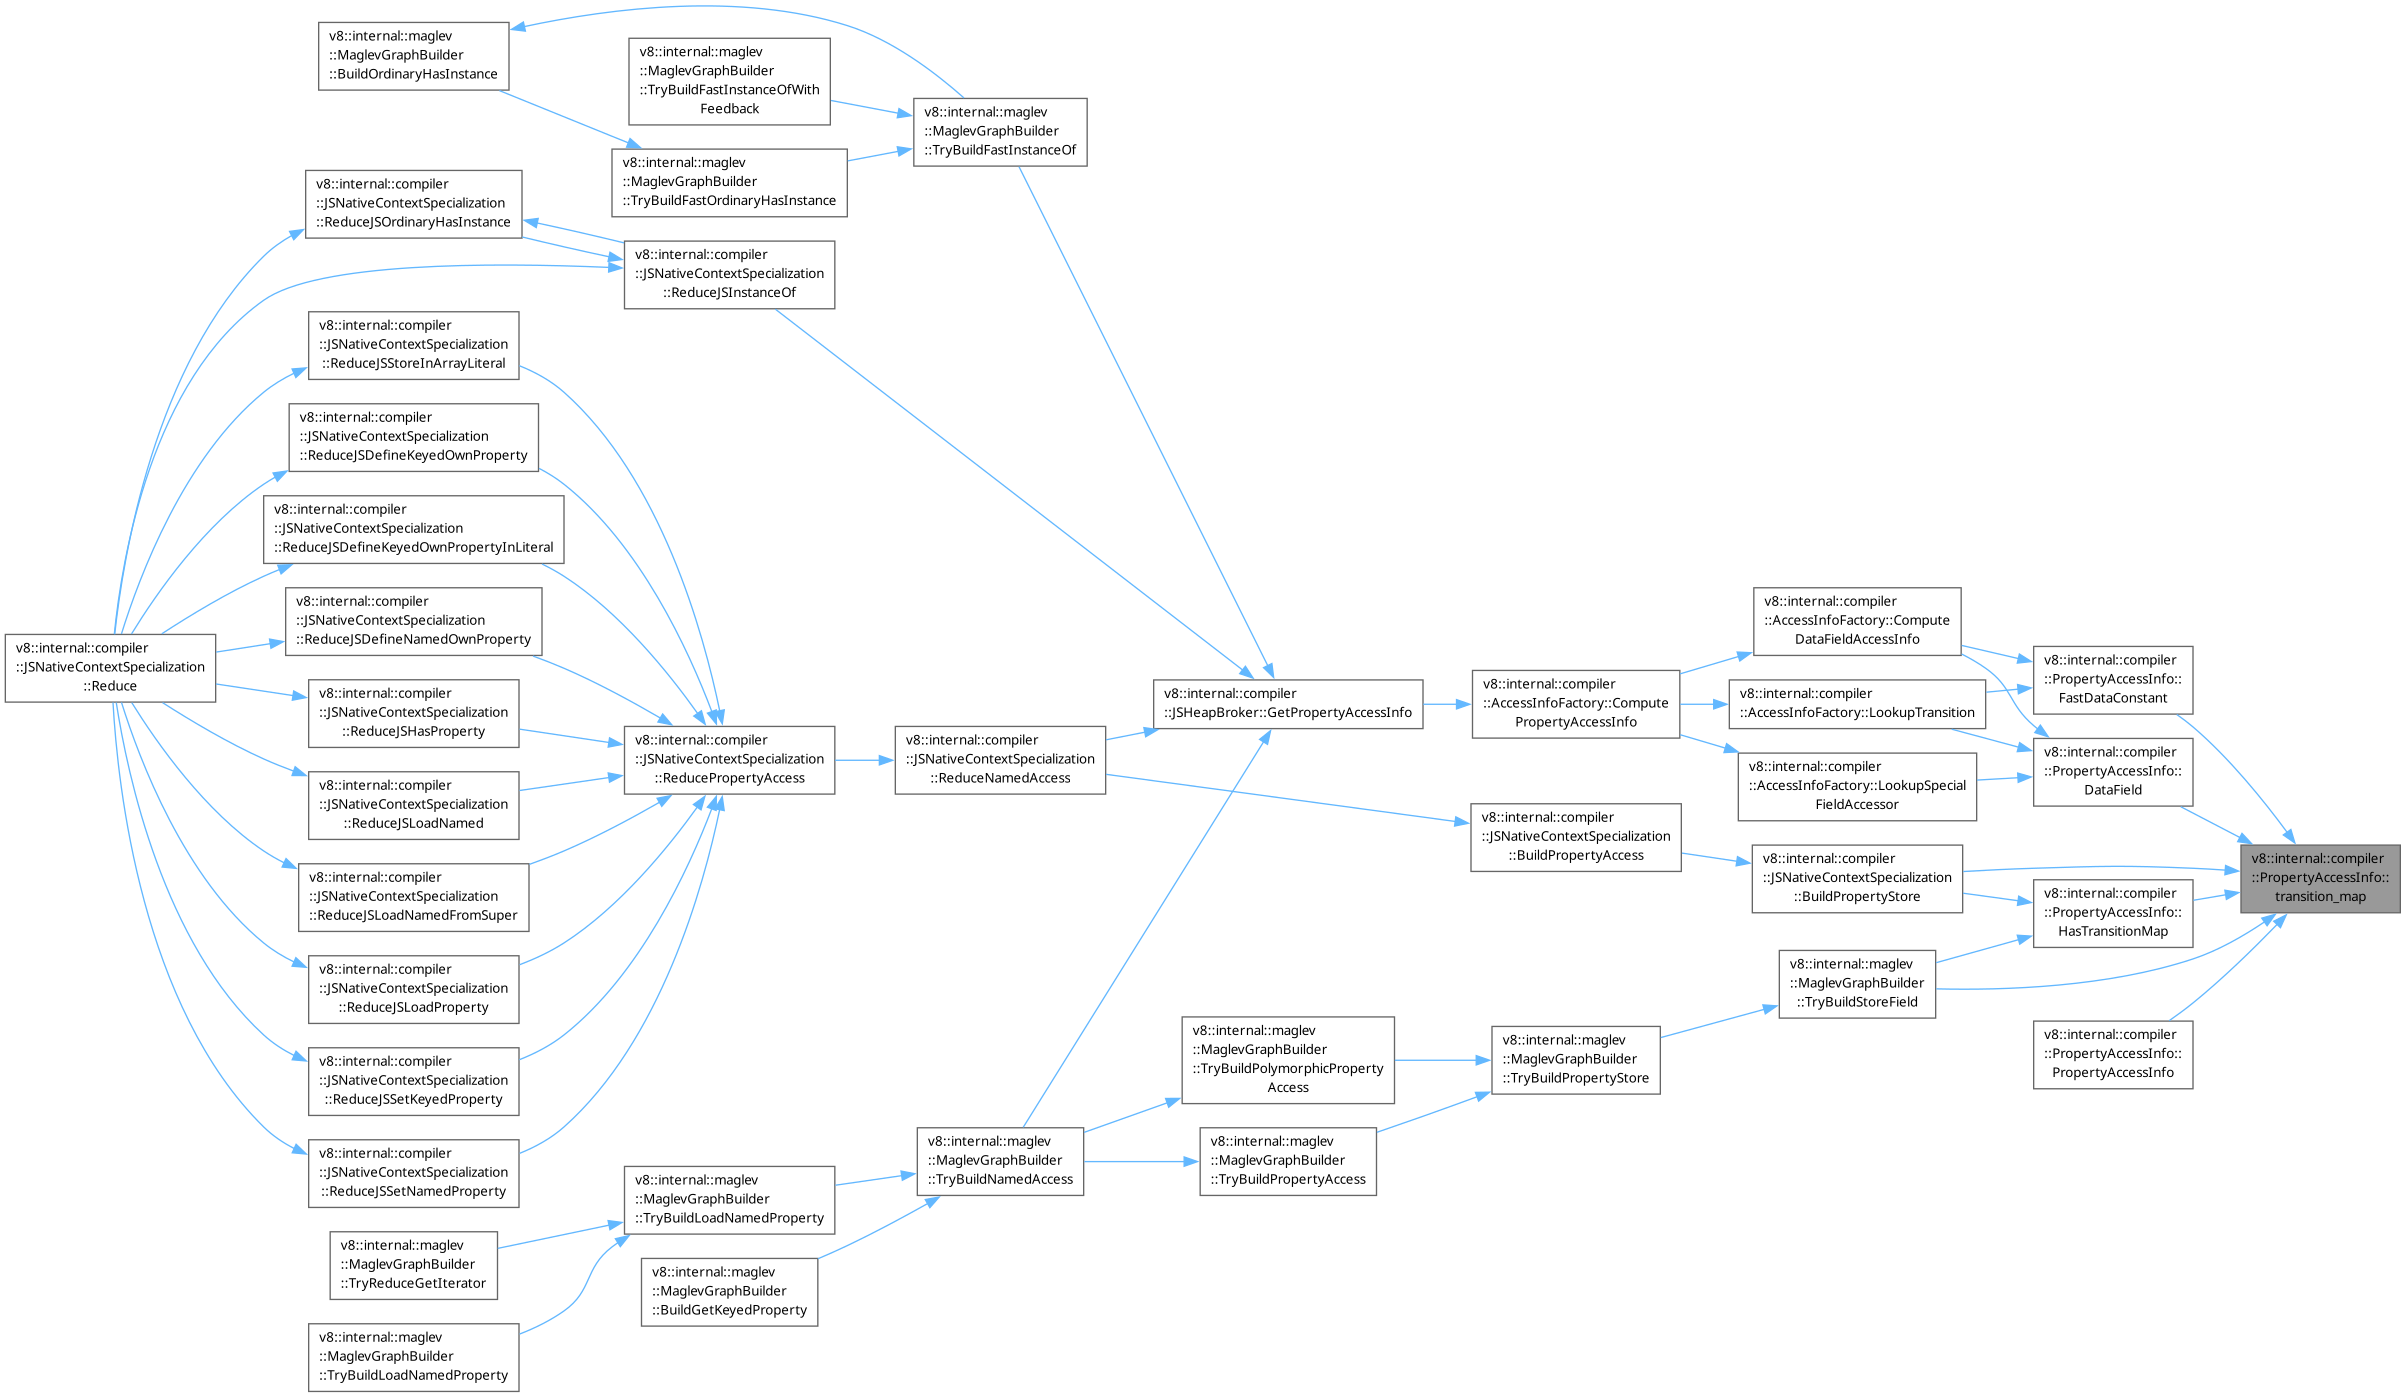 v8::internal::maglev
::MaglevGraphBuilder
::BuildOrdinaryHasInstance
v8::internal::maglev
::MaglevGraphBuilder
::TryBuildFastInstanceOfWith
Feedback
v8::internal::maglev
::MaglevGraphBuilder
::TryBuildFastInstanceOf
v8::internal::maglev
::MaglevGraphBuilder
::TryBuildFastOrdinaryHasInstance
v8::internal::compiler
::JSNativeContextSpecialization
::ReduceJSOrdinaryHasInstance
v8::internal::compiler
::JSNativeContextSpecialization
::ReduceJSInstanceOf
v8::internal::compiler
::JSNativeContextSpecialization
::ReduceJSStoreInArrayLiteral
v8::internal::compiler
::JSNativeContextSpecialization
::ReduceJSDefineKeyedOwnProperty
v8::internal::compiler
::JSNativeContextSpecialization
::ReduceJSDefineKeyedOwnPropertyInLiteral
v8::internal::compiler
::JSNativeContextSpecialization
::ReduceJSDefineNamedOwnProperty
v8::internal::compiler
::JSNativeContextSpecialization
::Reduce
v8::internal::compiler
::JSNativeContextSpecialization
::ReduceJSHasProperty
v8::internal::compiler
::JSNativeContextSpecialization
::ReduceJSLoadNamed
v8::internal::compiler
::JSNativeContextSpecialization
::ReduceJSLoadNamedFromSuper
v8::internal::compiler
::JSNativeContextSpecialization
::ReduceJSLoadProperty
v8::internal::compiler
::JSNativeContextSpecialization
::ReduceJSSetKeyedProperty
v8::internal::compiler
::JSNativeContextSpecialization
::ReduceJSSetNamedProperty
v8::internal::compiler
::JSNativeContextSpecialization
::ReducePropertyAccess
v8::internal::compiler
::JSNativeContextSpecialization
::ReduceNamedAccess
v8::internal::compiler
::JSHeapBroker::GetPropertyAccessInfo
v8::internal::compiler
::AccessInfoFactory::Compute
PropertyAccessInfo
v8::internal::compiler
::AccessInfoFactory::Compute
DataFieldAccessInfo
v8::internal::compiler
::AccessInfoFactory::LookupTransition
v8::internal::compiler
::AccessInfoFactory::LookupSpecial
FieldAccessor
v8::internal::compiler
::PropertyAccessInfo::
FastDataConstant
v8::internal::compiler
::PropertyAccessInfo::
DataField
v8::internal::compiler
::JSNativeContextSpecialization
::BuildPropertyAccess
v8::internal::compiler
::JSNativeContextSpecialization
::BuildPropertyStore
v8::internal::compiler
::PropertyAccessInfo::
HasTransitionMap
v8::internal::compiler
::PropertyAccessInfo::
transition_map
v8::internal::maglev
::MaglevGraphBuilder
::TryBuildStoreField
v8::internal::compiler
::PropertyAccessInfo::
PropertyAccessInfo
v8::internal::maglev
::MaglevGraphBuilder
::TryBuildPropertyStore
v8::internal::maglev
::MaglevGraphBuilder
::TryBuildPolymorphicProperty
Access
v8::internal::maglev
::MaglevGraphBuilder
::TryBuildPropertyAccess
v8::internal::maglev
::MaglevGraphBuilder
::TryBuildNamedAccess
v8::internal::maglev
::MaglevGraphBuilder
::TryBuildLoadNamedProperty
v8::internal::maglev
::MaglevGraphBuilder
::BuildGetKeyedProperty
v8::internal::maglev
::MaglevGraphBuilder
::TryReduceGetIterator
v8::internal::maglev
::MaglevGraphBuilder
::TryBuildLoadNamedProperty